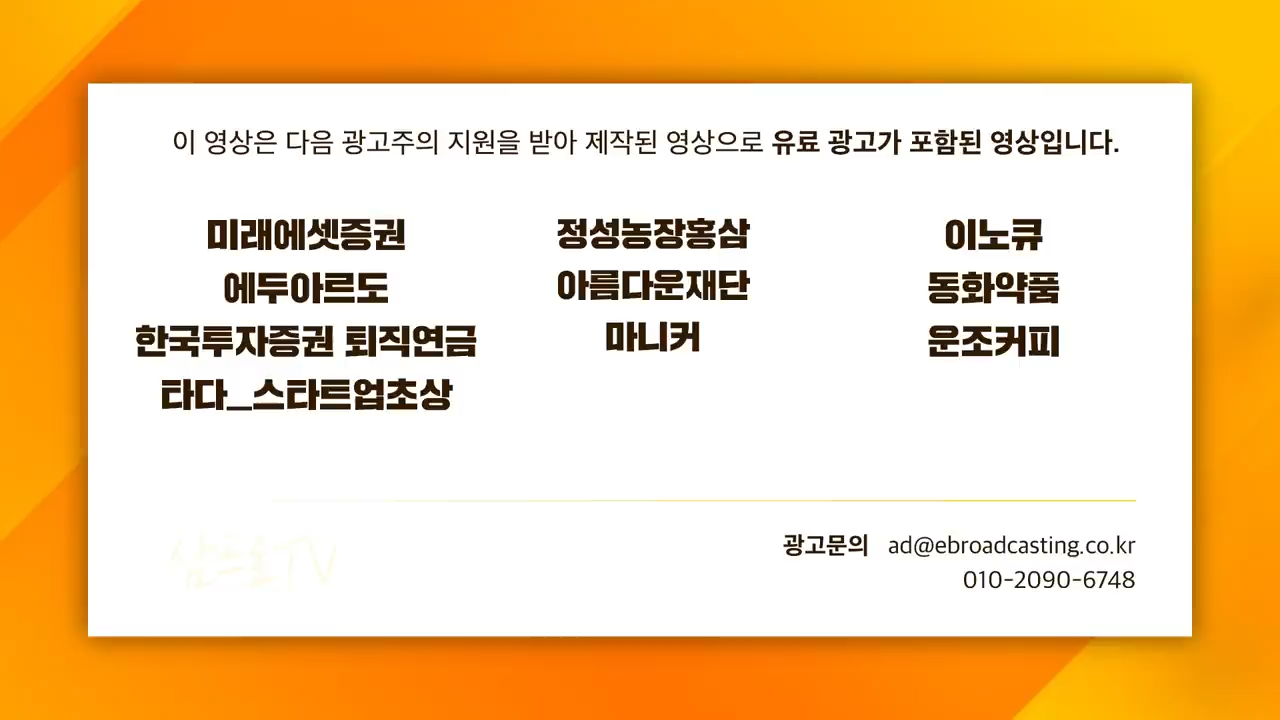 이 영상은 다음 광고주의 지원을 받아 제작된 영상으로 유료 광고가 포함된 영상입니다.
미래에셋증권
에두아르도
한국투자증권 퇴직연금
타다_스타트업초상
정성농장홍삼
아름다운재단
마니커
이노큐
동화약품
운조커피
삼프로TV
광고문의 ad@ebroadcasting.co.kr
010-2090-6748